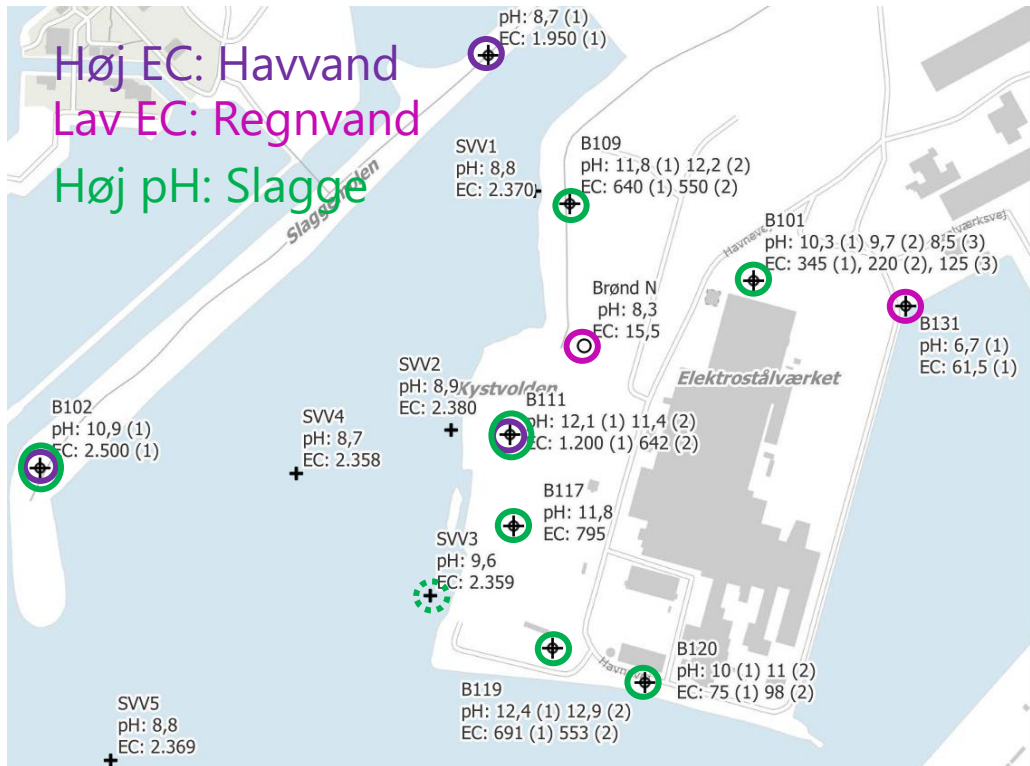 pH: 8,7 (1)
EC: 1.950 (1)
Høj EC: Havvand
Lav EC: Regnvand
Høj pH: Slagge
Slaggemolen
SVV1
pH: 8,8
EC: 2.370
B109
pH: 11,8 (1) 12,2 (2)
EC: 640 (1) 550 (2)
Havnevej
B101
pH: 10,3 (1) 9,7 (2) 8,5 (3)
EC: 345 (1), 220 (2), 125 (3)
Brønd N
pH: 8,3
EC: 15,5
B131
pH: 6,7 (1)
EC: 61,5 (1)
Elektrostålværket
SVV2
pH: 8,9
EC: 2.380
Kystvolden
B111
pH: 12,1 (1) 11,4 (2)
EC: 1.200 (1) 642 (2)
B102
pH: 10,9 (1)
EC: 2.500 (1)
SVV4
pH: 8,7
EC: 2.358
B117
pH: 11,8
EC: 795
SVV3
pH: 9,6
EC: 2.359
B120
pH: 10 (1) 11 (2)
EC: 75 (1) 98 (2)
B119
pH: 12,4 (1) 12,9 (2)
EC: 691 (1) 553 (2)
SVV5
pH: 8,8
EC: 2.369